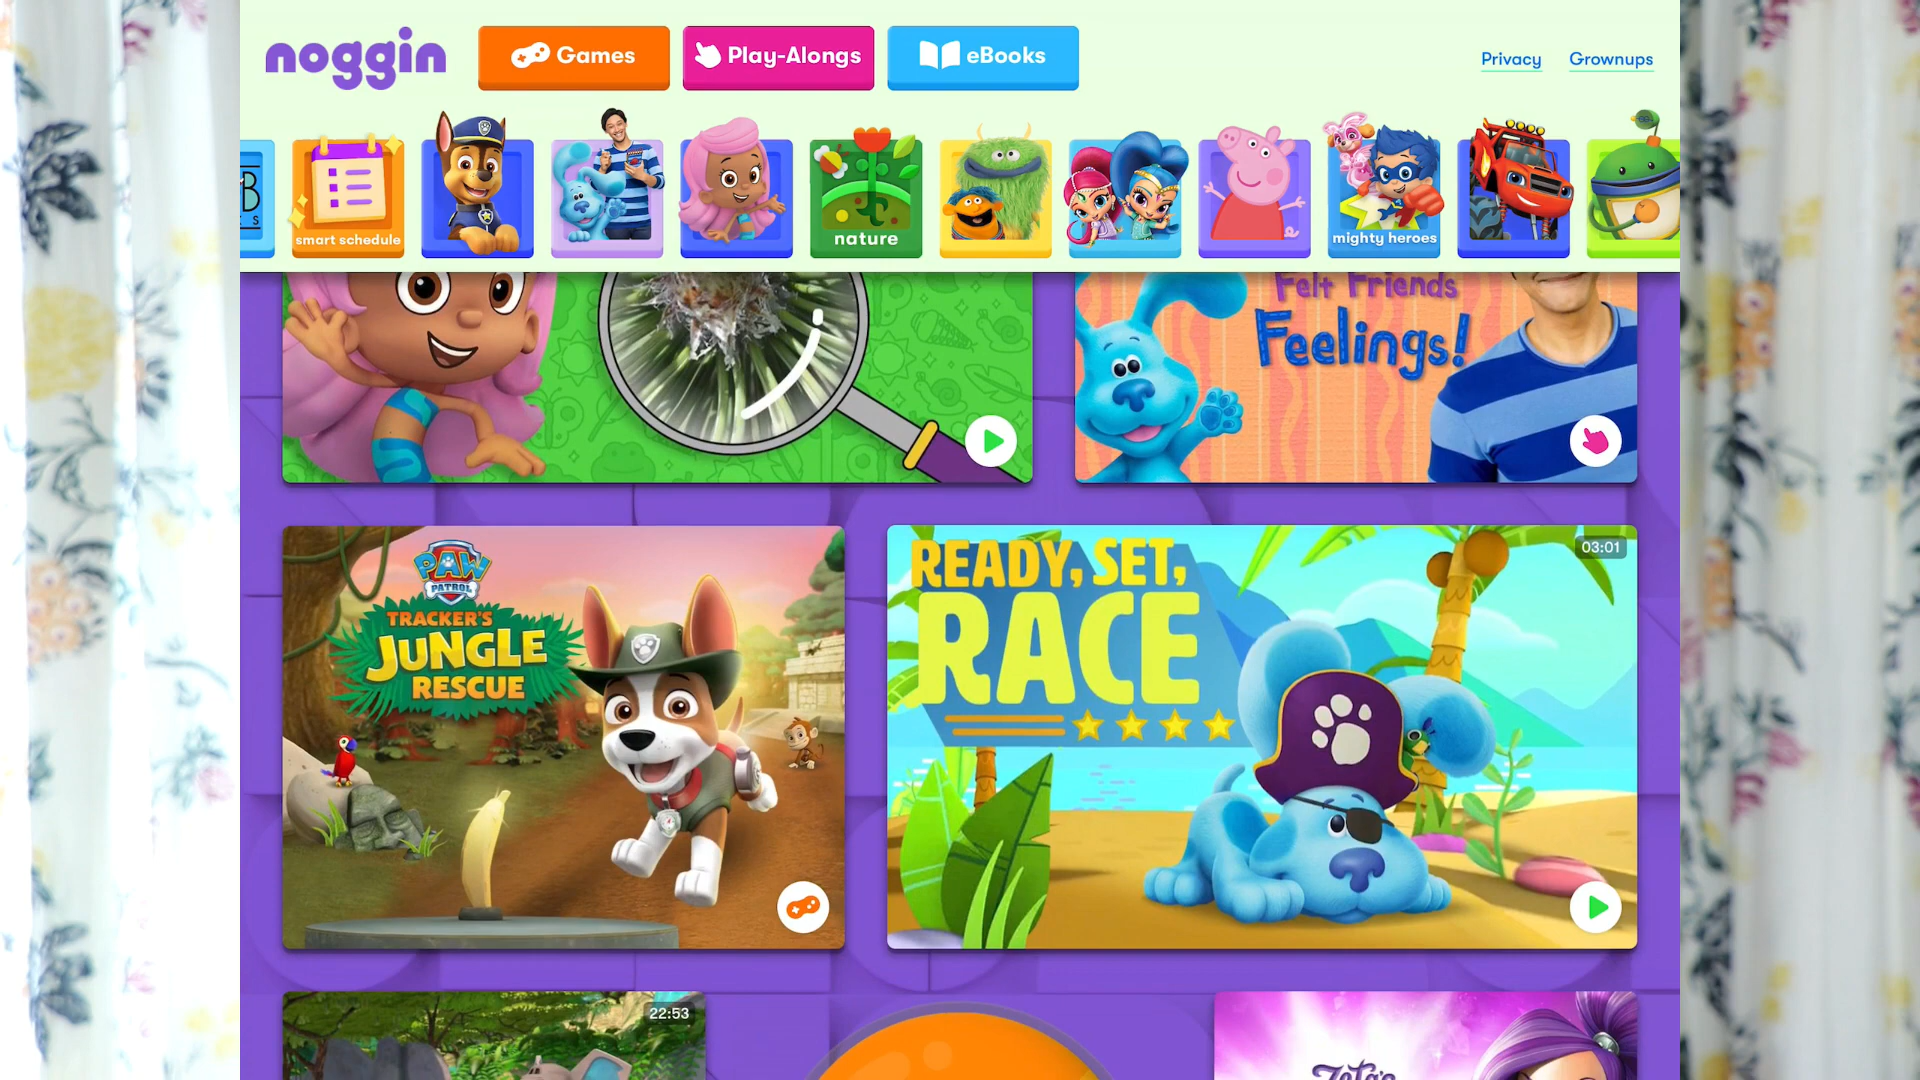 noggin
Games
Play-Alongs
eBooks
Privacy
Grownups
B
S
smart schedule
nature
mighty heroes
Felt Friends
Feelings!
PAW
PATROL
TRACKER'S
JUNGLE
RESCUE
READY, SET,
RACE
03:01
22:53
Zeta's